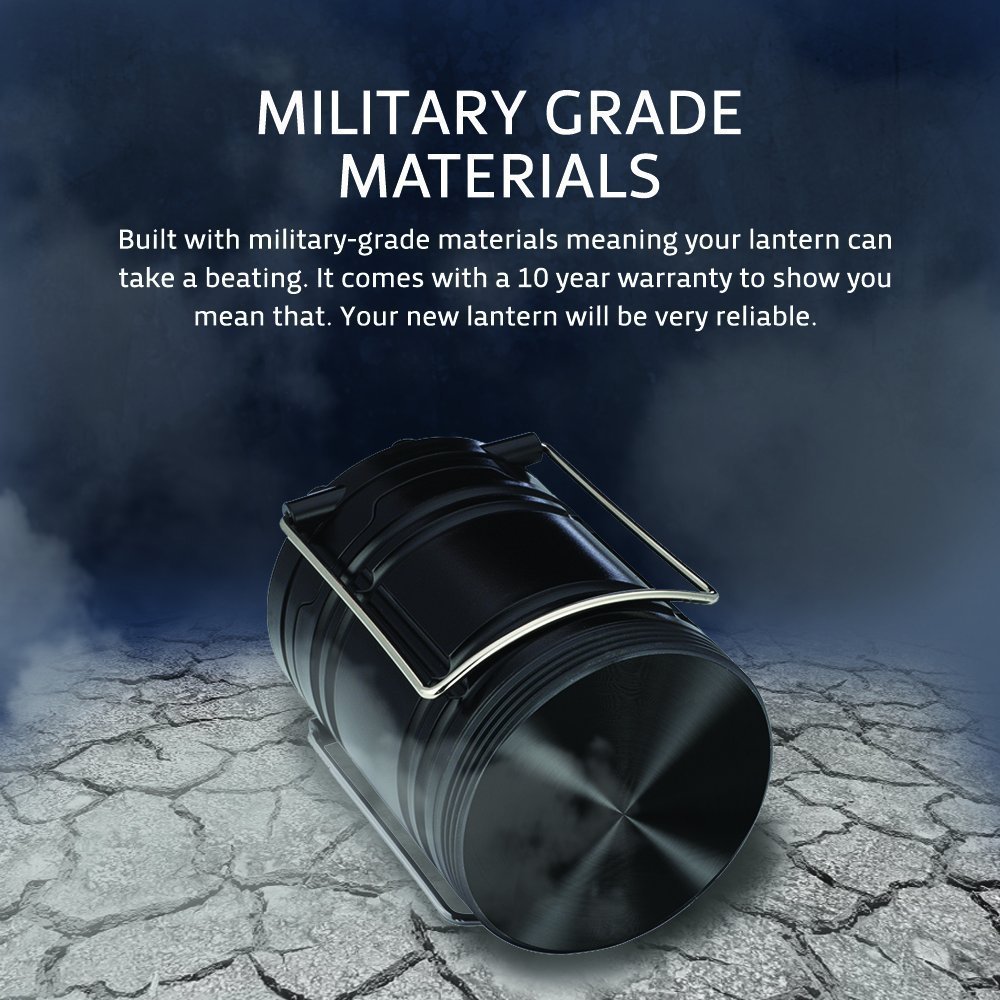 MILITARY GRADE
MATERIALS
Built with military-grade materials meaning your lantern can
take a beating. It comes with a 10 year warranty to show you
mean that. Your new lantern will be very reliable.